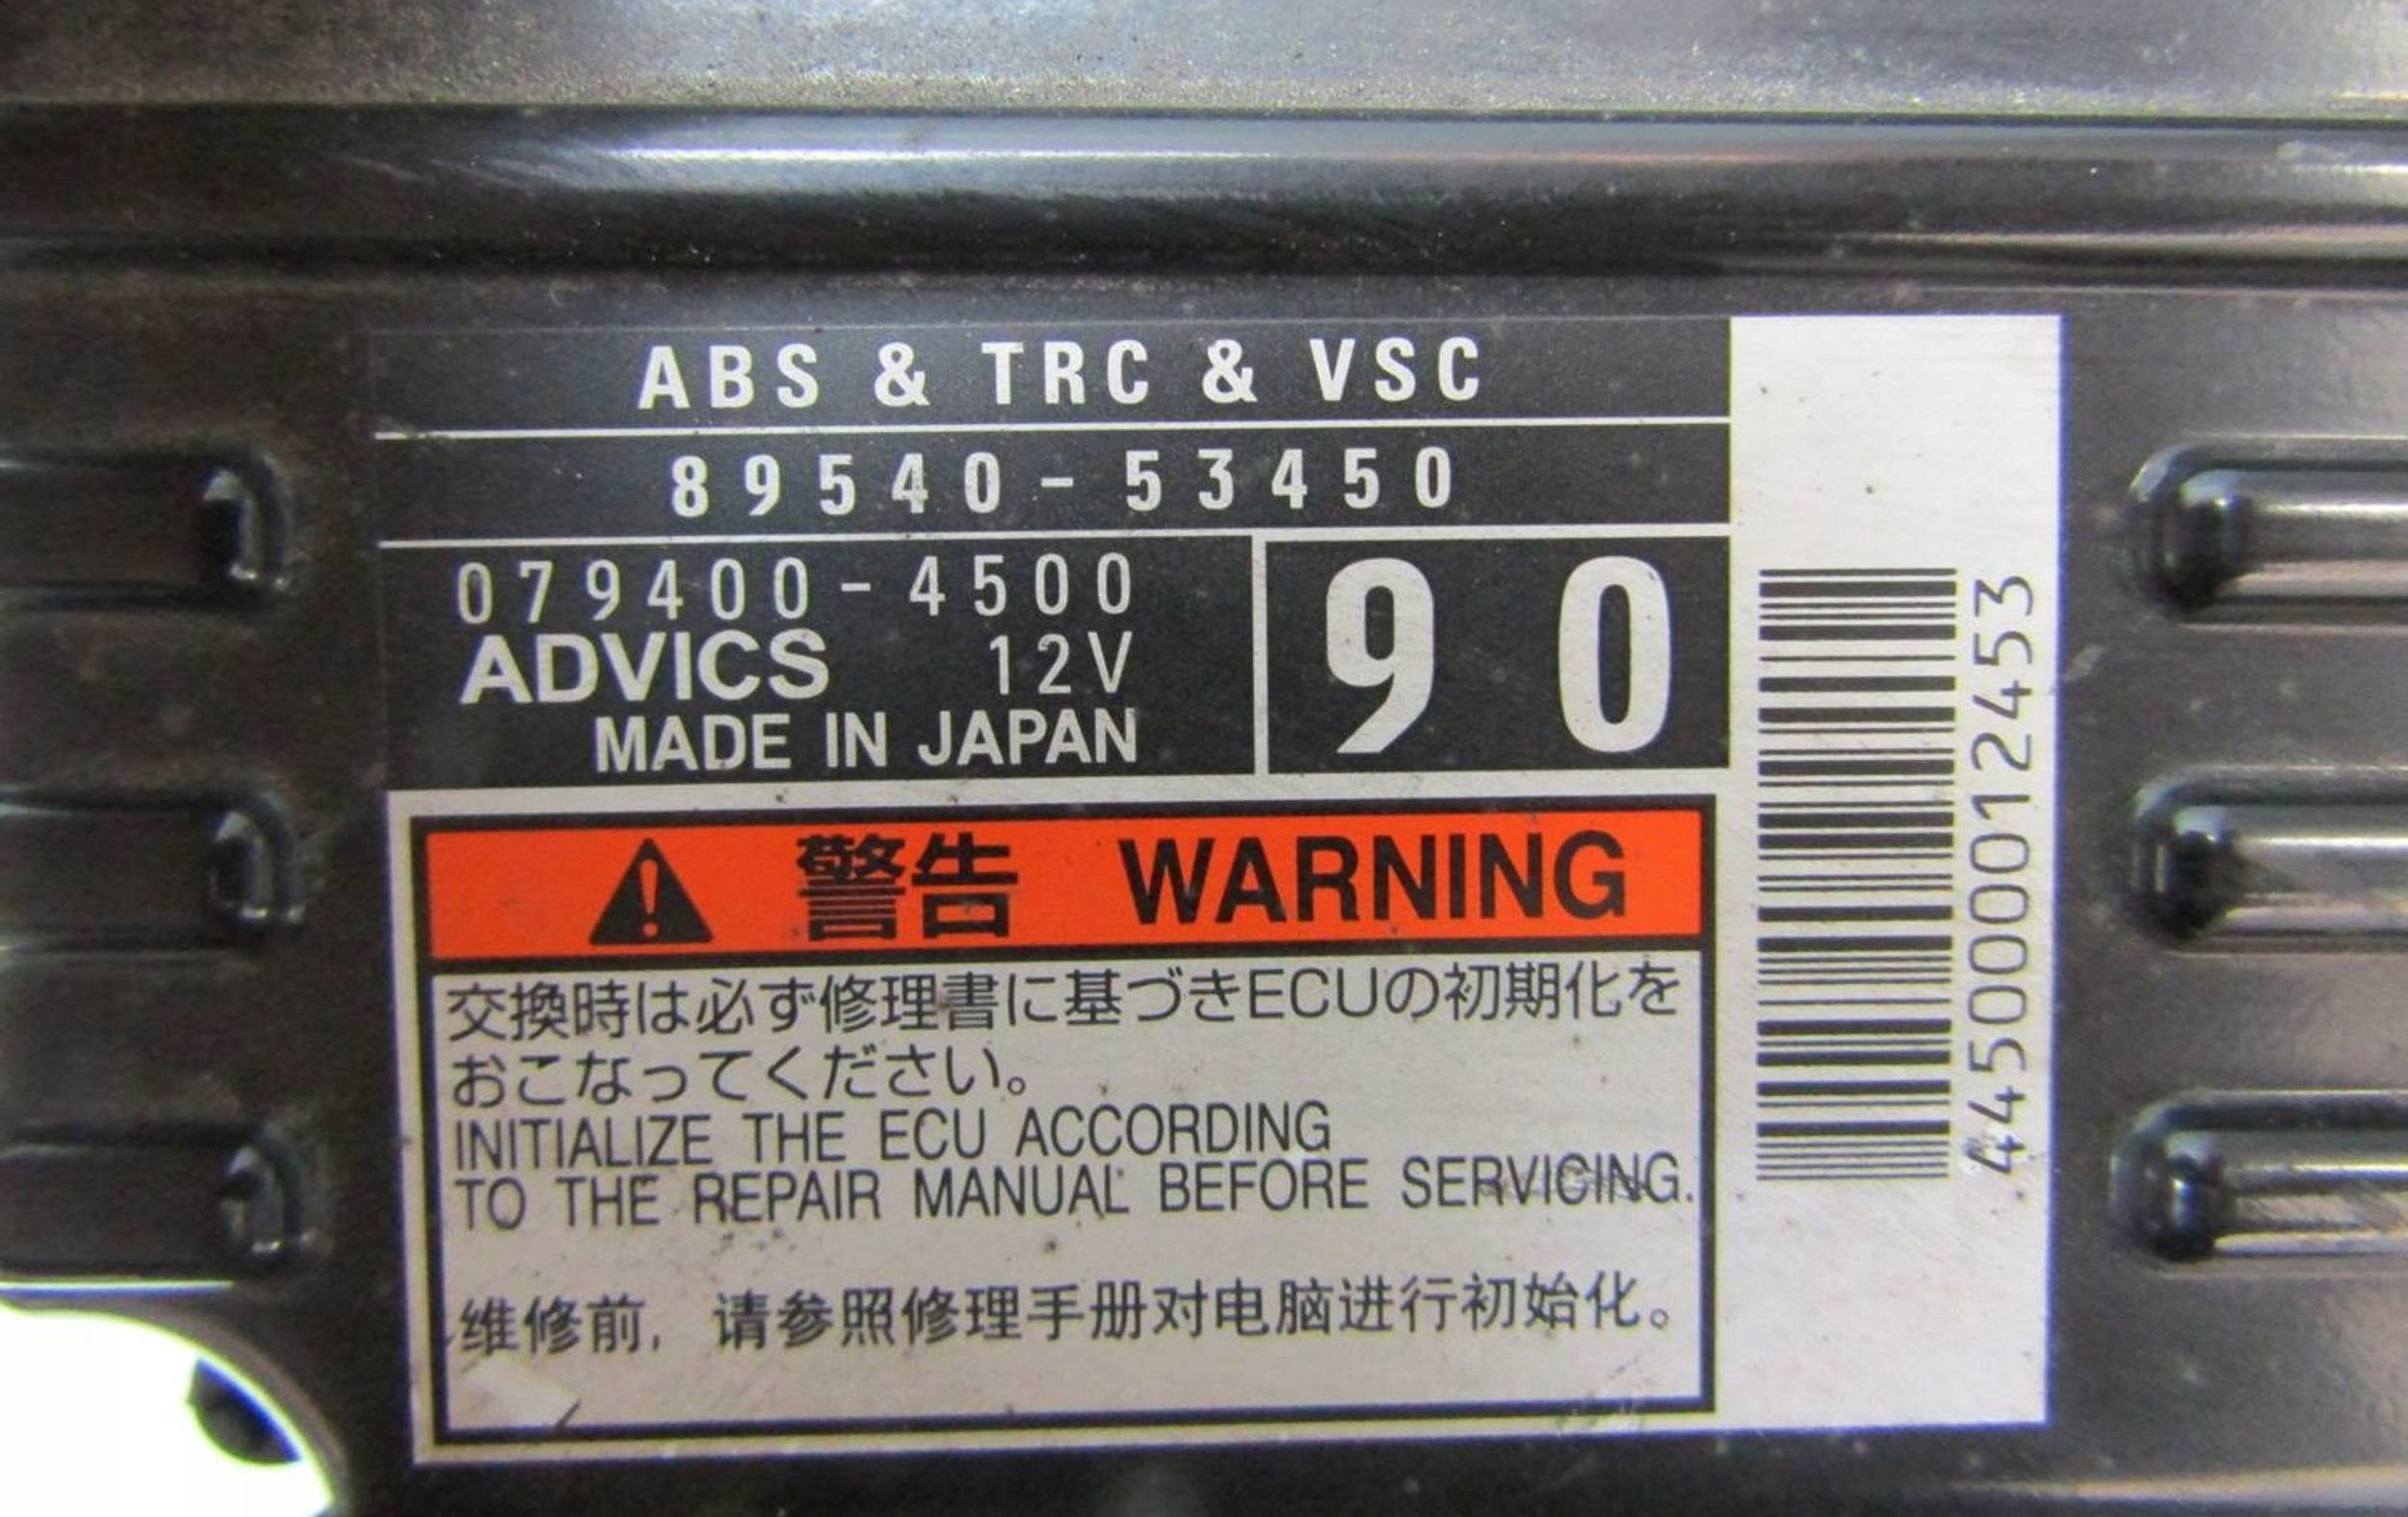 ABS & TRC & VSC
89540-53450
079400-4500
ADVICS 12V
MADE IN JAPAN
90
445000012453
警告 WARNING
交換時は必ず修理書に基づきECUの初期化を
おこなってください。
INITIALIZE THE ECU ACCORDING
TO THE REPAIR MANUAL BEFORE SERVICING.
维修前，请参照修理手册对电脑进行初始化。